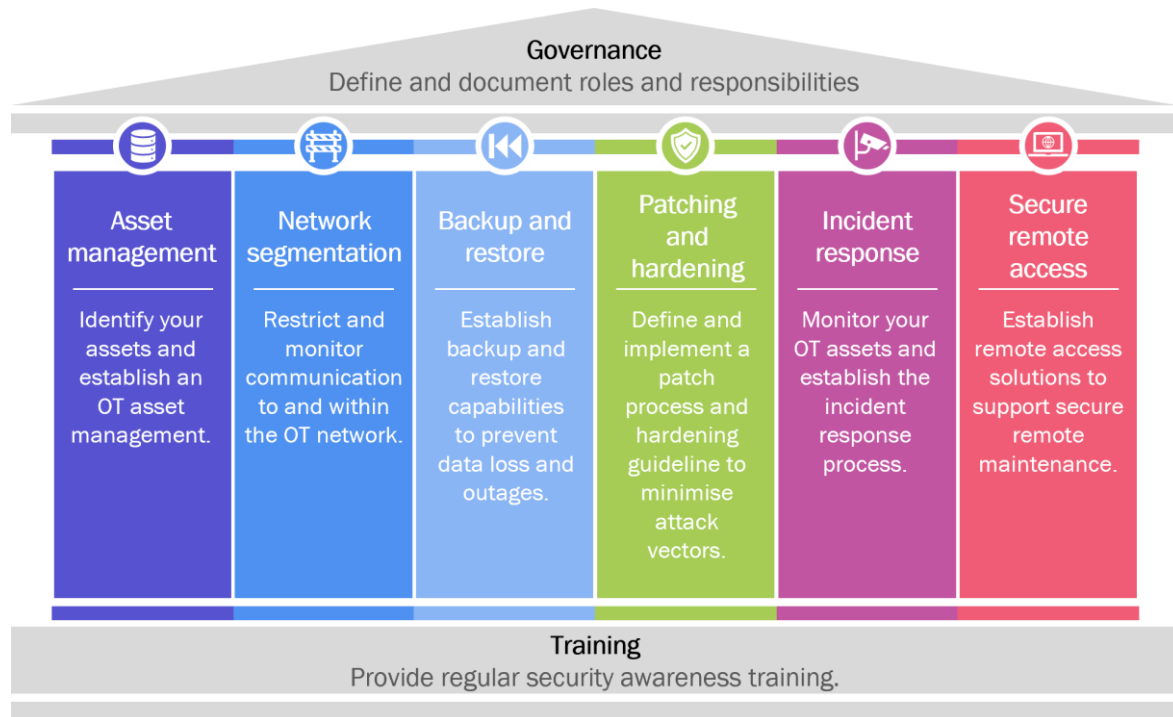 Governance
Define and document roles and responsibilities
Asset
management
Identify your
assets and
establish an
OT asset
management.
Network
segmentation
Restrict and
monitor
communication
to and within
the OT network.
Backup and
restore
Establish
backup and
restore
capabilities
to prevent
data loss and
outages.
Patching
and
hardening
Define and
implement a
patch
process and
hardening
guideline to
minimise
attack
vectors.
Incident
response
Monitor your
OT assets and
establish the
incident
response
process.
Secure
remote
access
Establish
remote access
solutions to
support secure
remote
maintenance.
Training
Provide regular security awareness training.